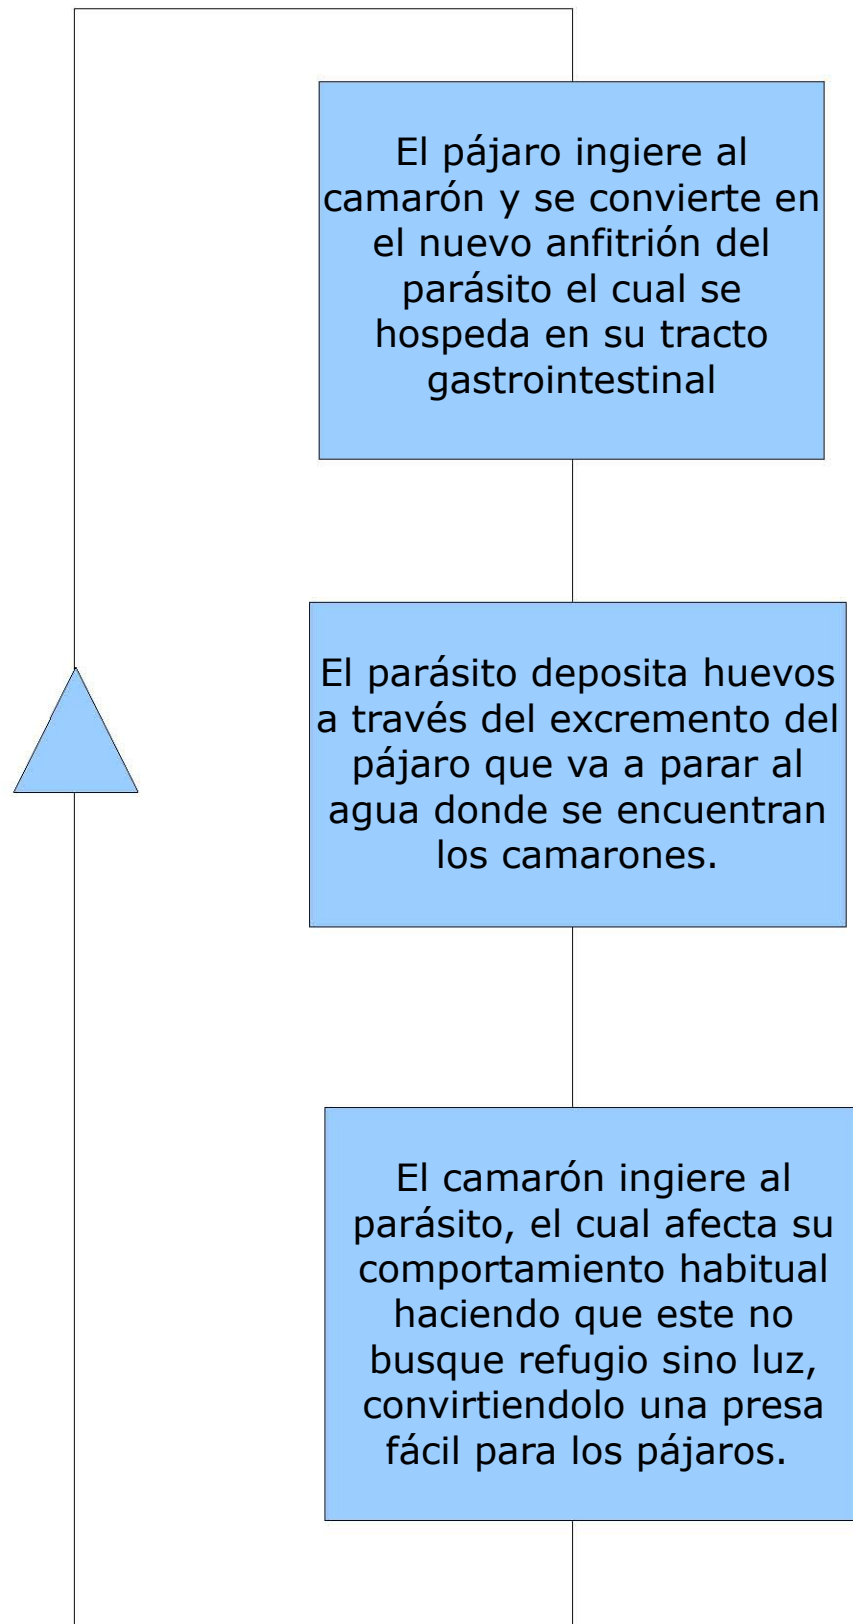 El pájaro ingiere al
camarón y se convierte en
el nuevo anfitrión del
parásito el cual se
hospeda en su tracto
gastrointestinal
El parásito deposita huevos
a través del excremento del
pájaro que va a parar al
agua donde se encuentran
los camarones.
El camarón ingiere al
parásito, el cual afecta su
comportamiento habitual
haciendo que este no
busque refugio sino luz,
convirtiendolo una presa
fácil para los pájaros.